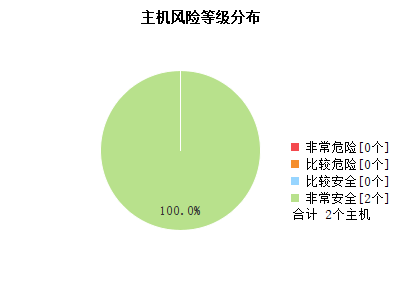 主机风险等级分布
100.0%
非常危险[0个]
比较危险[0个]
比较安全[0个]
非常安全[2个]
合计 2个主机